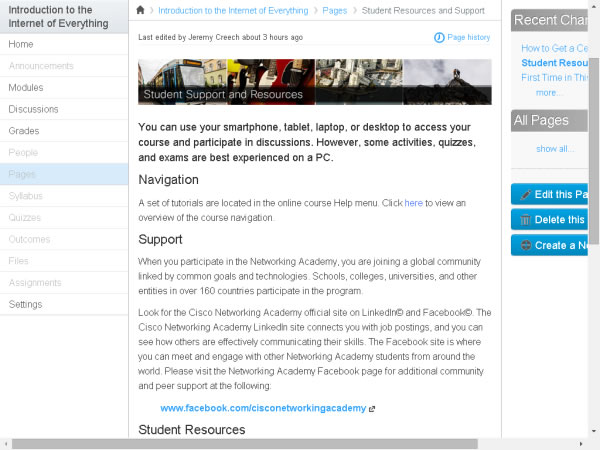 Introduction to the
Internet of Everything
Home
Announcements
Modules
Discussions
Grades
People
Pages
Syllabus
Quizzes
Outcomes
Files
Assignments
Settings
Introduction to the Internet of Everything > Pages > Student Resources and Support
Last edited by Jeremy Creech about 3 hours ago
Page history
Student Support and Resources
You can use your smartphone, tablet, laptop, or desktop to access your
course and participate in discussions. However, some activities, quizzes,
and exams are best experienced on a PC.
Navigation
A set of tutorials are located in the online course Help menu. Click here to view an
overview of the course navigation.
Support
When you participate in the Networking Academy, you are joining a global community
linked by common goals and technologies. Schools, colleges, universities, and other
entities in over 160 countries participate in the program.
Look for the Cisco Networking Academy official site on LinkedIn© and Facebook©. The
Cisco Networking Academy LinkedIn site connects you with job postings, and you can
see how others are effectively communicating their skills. The Facebook site is where
you can meet and engage with other Networking Academy students from around the
world. Please visit the Networking Academy Facebook page for additional community
and peer support at the following:
www.facebook.com/cisconetworkingacademy
Student Resources
Recent Chan
How to Get a Ce
Student Resou
First Time in This
more...
All Pages
show all...
Edit this Pa
Delete this
Create a Ne